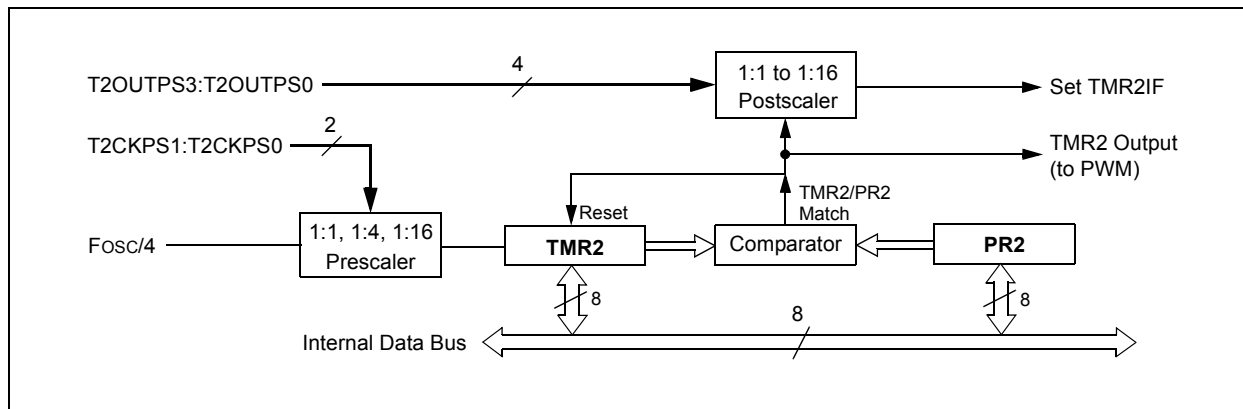 T2OUTPS3:T2OUTPS0
4
1:1 to 1:16
Postscaler
Set TMR2IF
T2CKPS1:T2CKPS0
2
TMR2 Output
(to PWM)
TMR2/PR2
Match
Reset
FOSC/4
1:1, 1:4, 1:16
Prescaler
TMR2
Comparator
PR2
8
8
Internal Data Bus
8